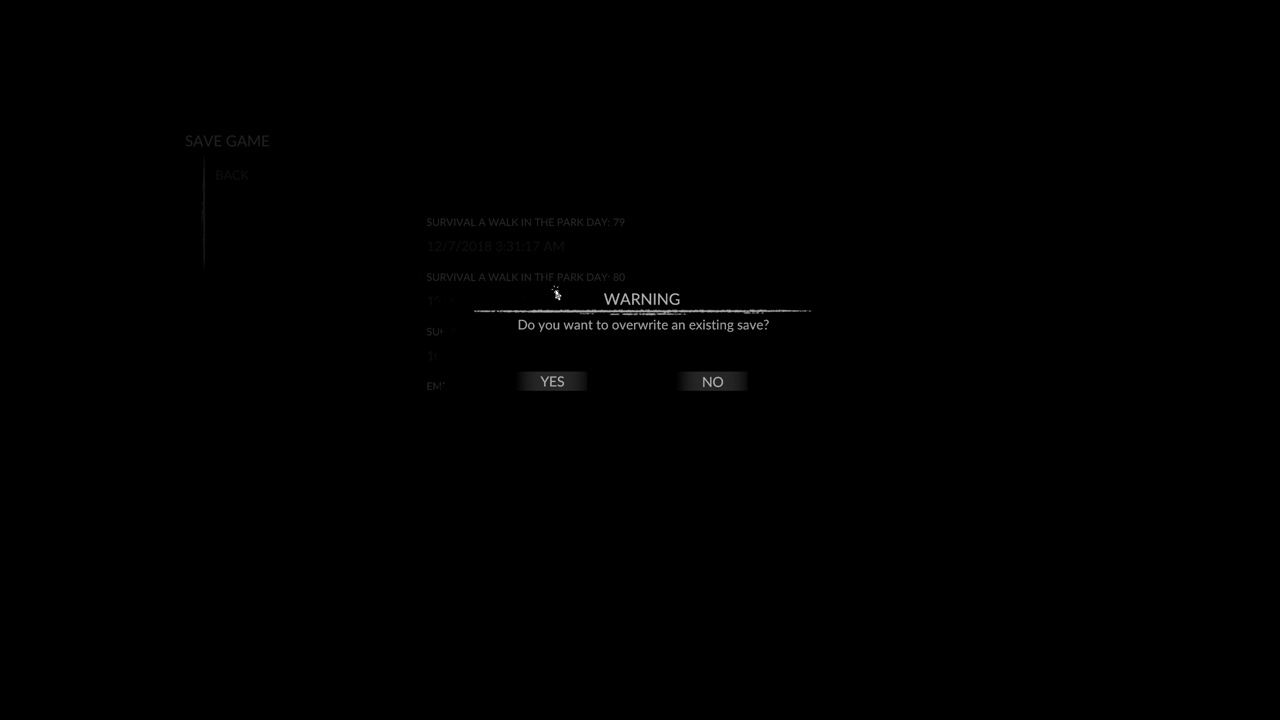 SAVE GAME
BACK
SURVIVAL A WALK IN THE PARK DAY: 79
12/7/2018 3:31:17 AM
SURVIVAL A WALK IN THE PARK DAY: 80
WARNING
Do you want to overwrite an existing save?
YES
NO